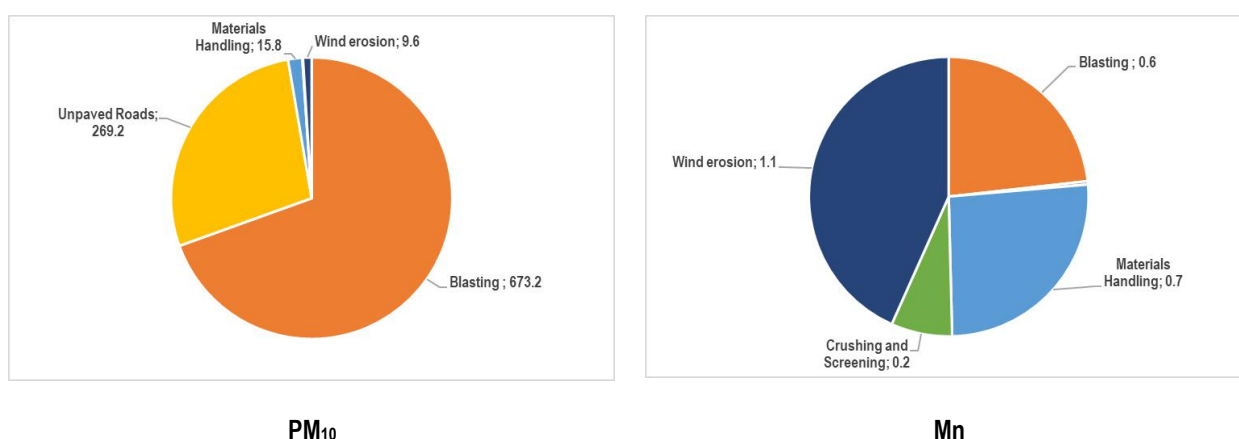 Materials
Handling; 15.8
Wind erosion; 9.6
Unpaved Roads;
269.2
Blasting ; 673.2
PM₁₀
Blasting ; 0.6
Wind erosion; 1.1
Materials
Handling; 0.7
Crushing and
Screening; 0.2
Mn